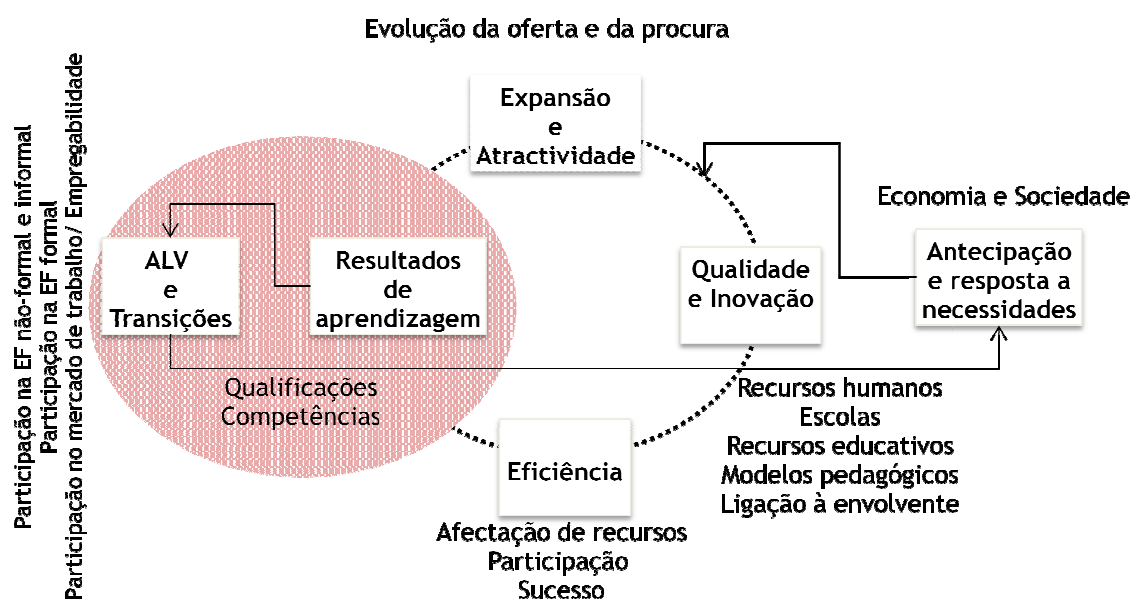 Evolução da oferta e da procura
Expansão
e
Atractividade
Participação na EF não-formal e informal
Participação na EF formal
Participação no mercado de trabalho/ Empregabilidade
ALV
e
Transições
Resultados
de
aprendizagem
Qualificações
Competências
Qualidade
e Inovação
Economia e Sociedade
Antecipação
e resposta a
necessidades
Recursos humanos
Escolas
Recursos educativos
Modelos pedagógicos
Ligação à envolvente
Eficiência
Afectação de recursos
Participação
Sucesso